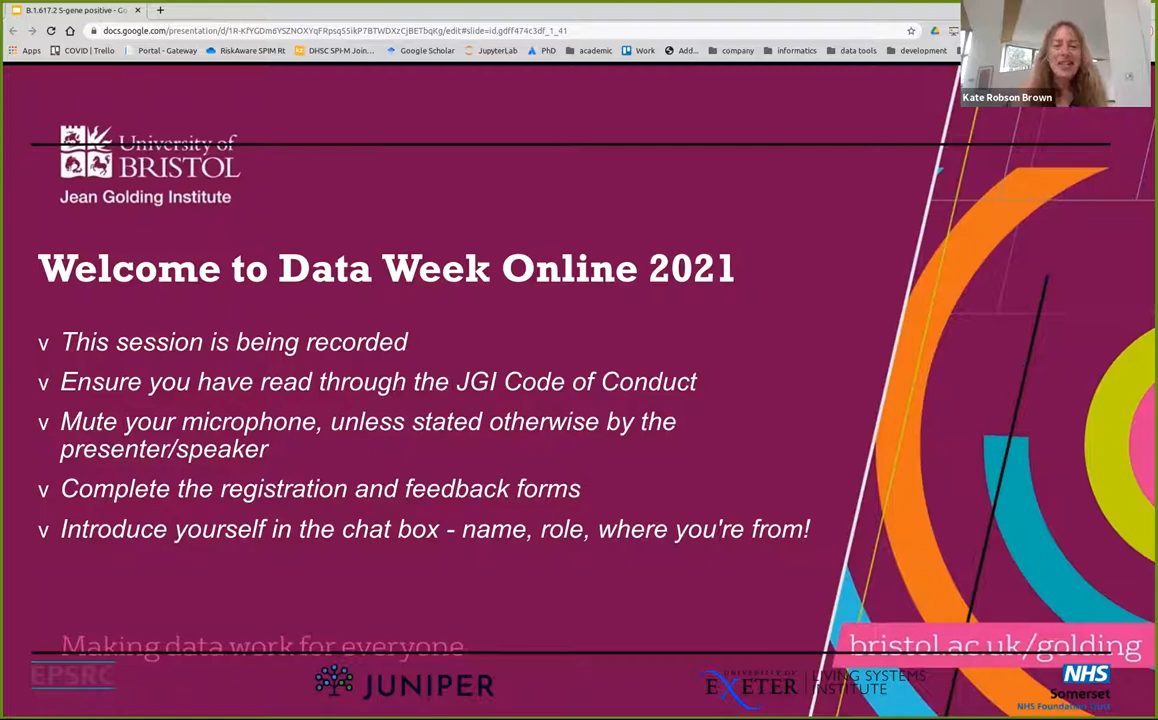 B.1.617.2 S-gene positive - Go
docs.google.com/presentation/d/1R-KfYGDm6YSZNOXYqFRpsq5SikP7BTWDXzCjBETbqKg/edit#slide=id.gdff474c3df_1_41
Apps COVID | Trello Portal - Gateway RiskAware SPIM Rt DHSC SPI-M Join... Google Scholar JupyterLab PhD academic Work Add... company informatics data tools development
Kate Robson Brown
University of
BRISTOL
Jean Golding Institute
Welcome to Data Week Online 2021
v This session is being recorded
v Ensure you have read through the JGI Code of Conduct
v Mute your microphone, unless stated otherwise by the
presenter/speaker
v Complete the registration and feedback forms
v Introduce yourself in the chat box - name, role, where you're from!
Making data work for everyone
bristol.ac.uk/golding
EPSRC
JUNIPER
UNIVERSITY OF
EXETER
LIVING SYSTEMS
INSTITUTE
NHS
Somerset
NHS Foundation Trust